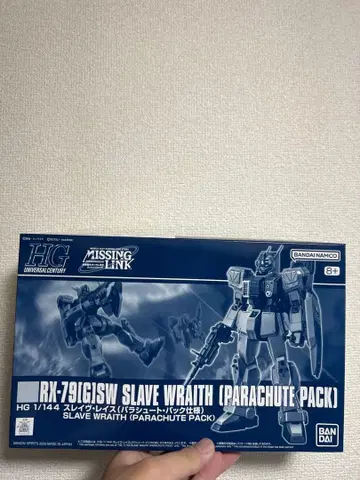 HG
UNIVERSAL CENTURY
MISSING LINK
BANDAI NAMCO
8+
RX-79[G]SW SLAVE WRAITH [PARACHUTE PACK]
HG 1/144 スレイヴ・レイス(パラシュート・パック仕様)
SLAVE WRAITH (PARACHUTE PACK)
BANDAI